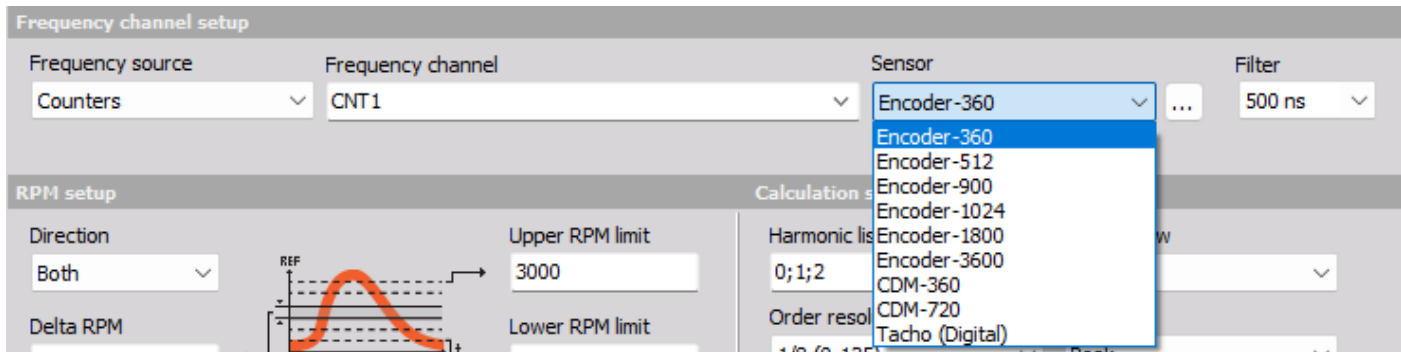 Frequency channel setup
Frequency source Frequency channel Sensor Filter
Counters CNT1 Encoder-360 ... 500 ns
Encoder-360
Encoder-512
Encoder-900
Encoder-1024
Encoder-1800
Encoder-3600
CDM-360
CDM-720
Tacho (Digital)
RPM setup
Direction Upper RPM limit
Both REF 3000
Delta RPM Lower RPM limit
Calculation
Harmonic
0;1;2
Order